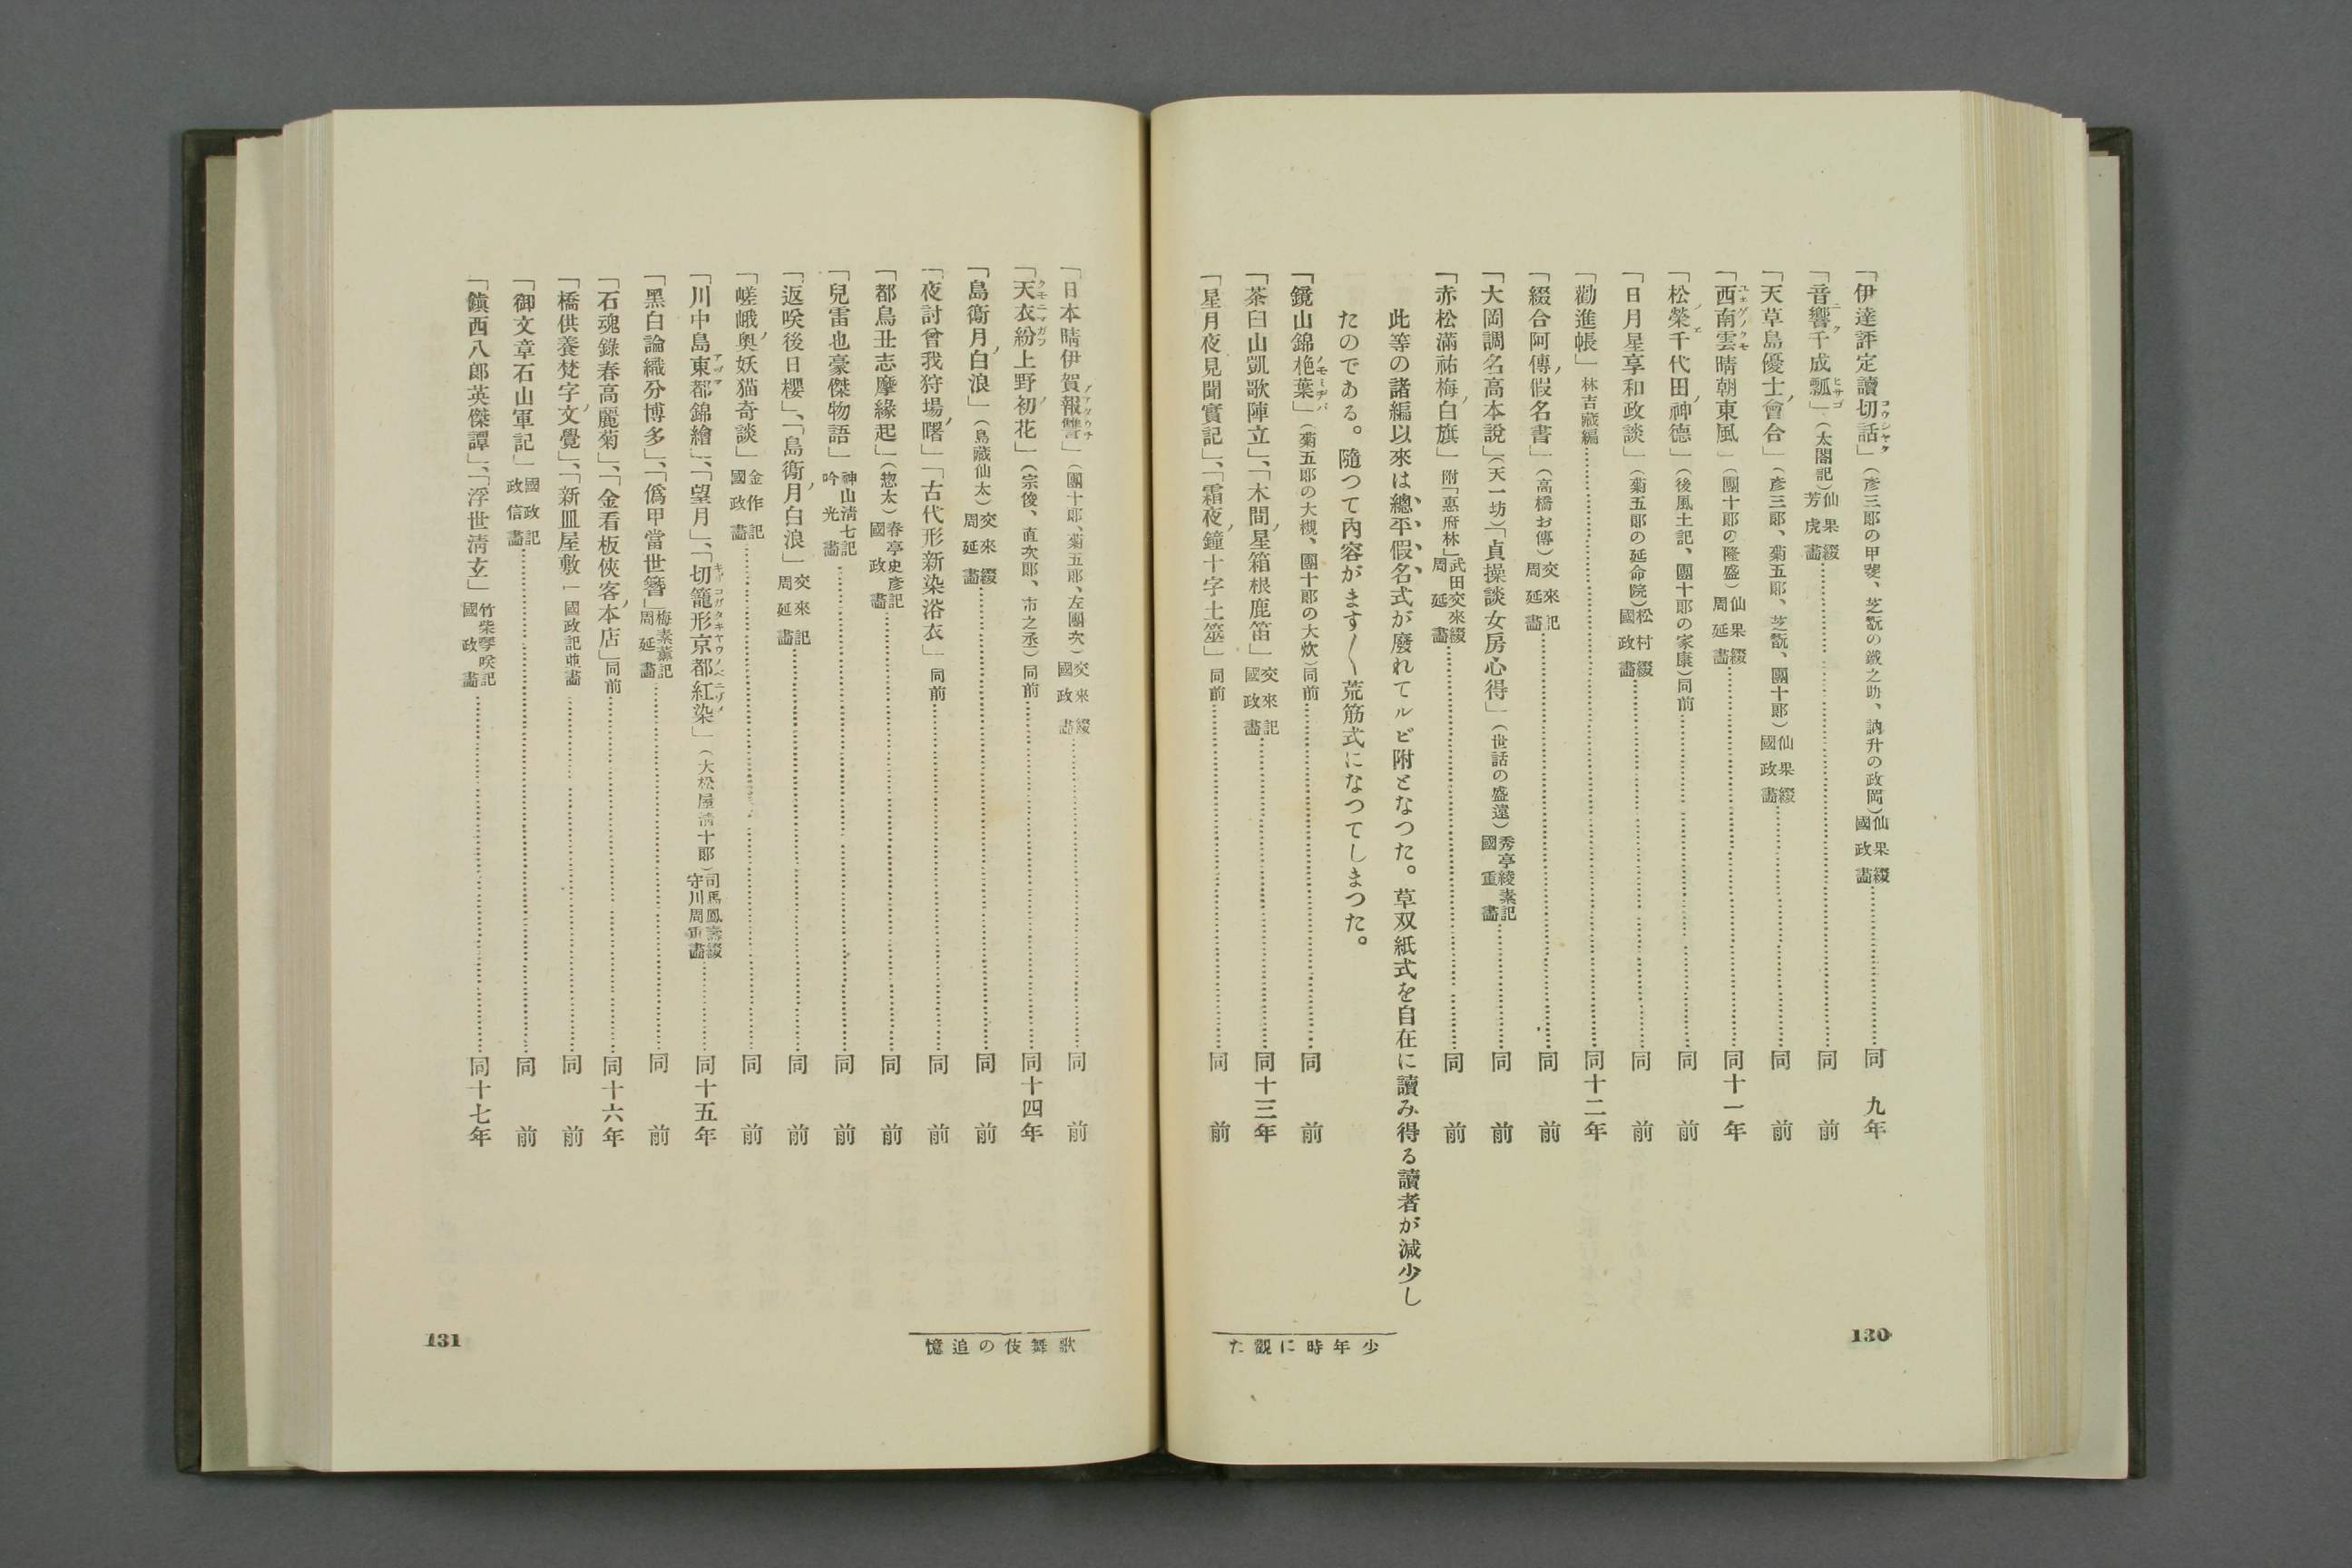 「伊達評定讀切話」（彥三郎の甲斐、芝翫の鐵之助、訥升の政岡）仙果綴 國政畫…………同 九年
「音響千成瓢」（太閤記）仙果綴 芳虎畫…………同 前
「天草島優士會合」（彥三郎、菊五郎、芝翫、團十郎）仙果綴 國政畫…………同 前
「西南雲晴朝東風」（團十郎の隆盛）仙果綴 周延畫…………同十一年
「松榮千代田神德」（後風土記、團十郎の家康）同前…………同 前
「日月星享和政談」（菊五郎の延命院）松村綴 國政畫…………同 前
「勸進帳」林吉藏編…………同十二年
「綴合阿傳假名書」（高橋お傳）交來記 周延畫…………同 前
「大岡調名高本說」（天一坊）「貞操談女房心得」（世話の盛遠）秀亭綾素記 國重畫…………同 前
「赤松滿祐梅白旗」附「惠府林」武田交來綴 周延畫…………同 前
此等の諸編以來は總平假名式が廢れてルビ附となつた。草双紙式を自在に讀み得る讀者が減少し
たのである。隨つて內容がます〱荒筋式になつてしまつた。
「鏡山錦栬葉」（菊五郎の大槻、團十郎の大炊）同前…………同 前
「茶臼山凱歌陣立」、「木間星箱根鹿笛」交來記 國政畫…………同十三年
「星月夜見聞實記」、「霜夜鐘十字土筮」同前…………同 前
130
少年時に觀た
「日本晴伊賀報讐」（團十郎、菊五郎、左團次）交來綴 國政畫…………同 前
「天衣紛上野初花」（宗俊、直次郎、市之丞）同前…………同十四年
「島鵆月白浪」（島藏仙太）交來綴 周延畫…………同 前
「夜討曾我狩場曙」「古代形新染浴衣」同前…………同 前
「都鳥丑志摩緣起」（惣太）春亭史彥記 國政畫…………同 前
「兒雷也豪傑物語」神山淸七記 吟光畫…………同 前
「返咲後日櫻」、「島鵆月白浪」交來記 周延畫…………同 前
「嵯峨奥妖猫奇談」金作記 國政畫…………同 前
「川中島東都錦繪」、「望月」、「切籠形京都紅染」（大松屋淸十郎）司馬鳳壽綴 守川周重畫…………同十五年
「黑白論織分博多」、「僞甲當世簪」梅素薰記 周延畫…………同 前
「石魂錄春高麗菊」、「金看板俠客本店」同前…………同十六年
「橋供養梵字文覺」、「新皿屋敷」國政記並畫…………同 前
「御文章石山軍記」國政記 政信畫…………同 前
「鎭西八郎英傑譚」、「浮世淸玄」竹柴琴咲記 國政畫…………同十七年
131
歌舞伎の追憶